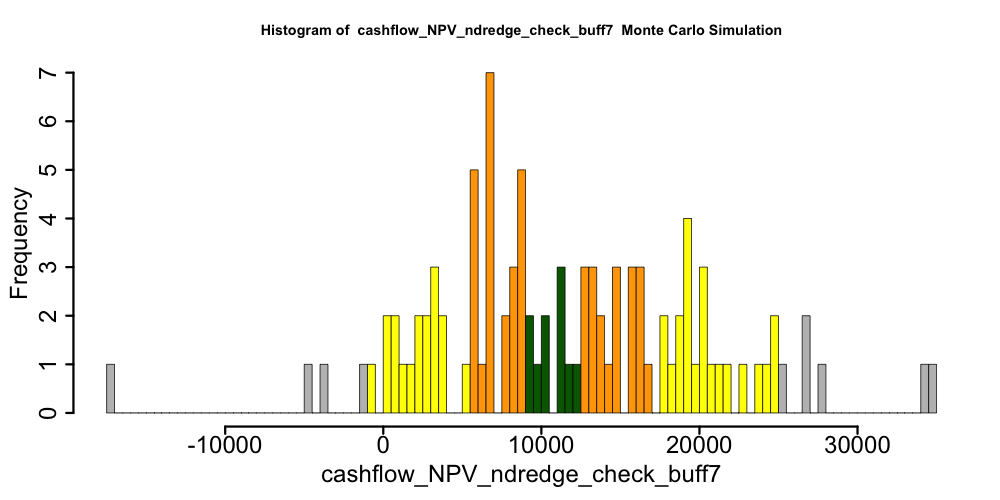 Histogram of  cashflow_NPV_ndredge_check_buff7  Monte Carlo Simulation
Frequency
7
6
5
4
3
2
1
0
-10000 0 10000 20000 30000
cashflow_NPV_ndredge_check_buff7